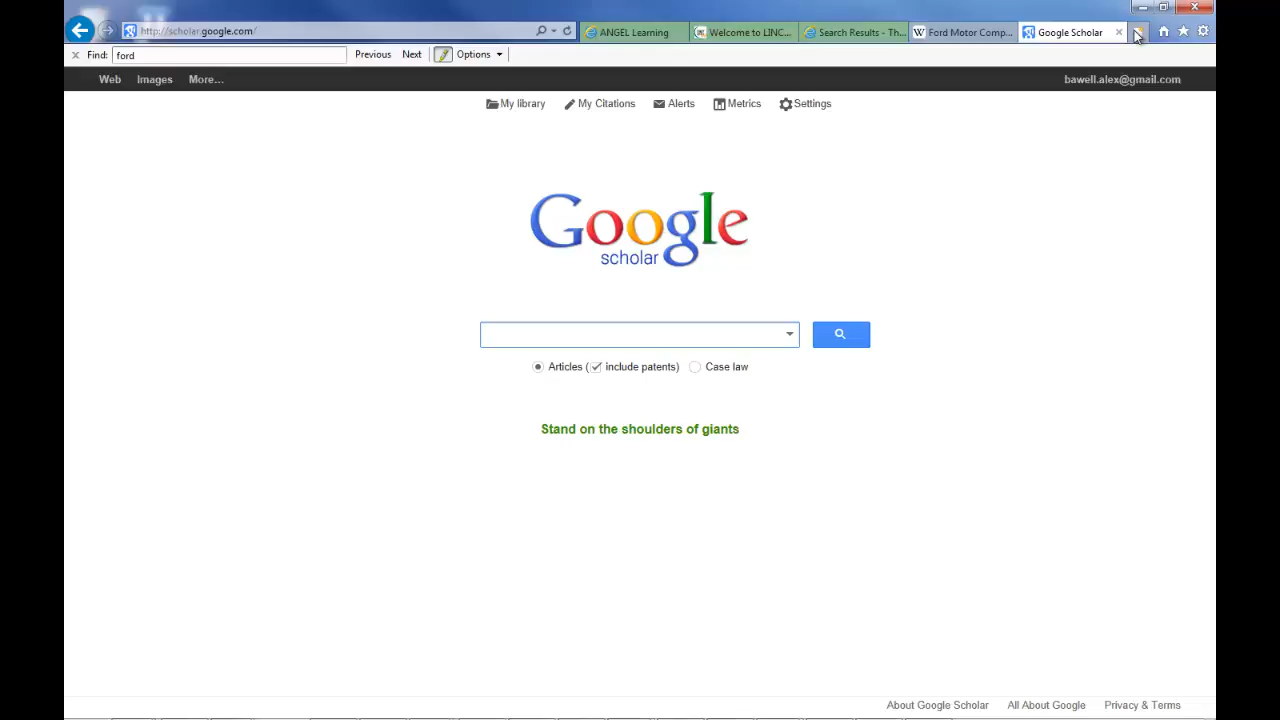 http://scholar.google.com/
ANGEL Learning
Welcome to LINC...
Search Results - Th...
Ford Motor Comp...
Google Scholar
Find: ford
Previous Next Options
Web Images More...
bawell.alex@gmail.com
My library My Citations Alerts Metrics Settings
Google
scholar
Articles (include patents) Case law
Stand on the shoulders of giants
About Google Scholar All About Google Privacy & Terms